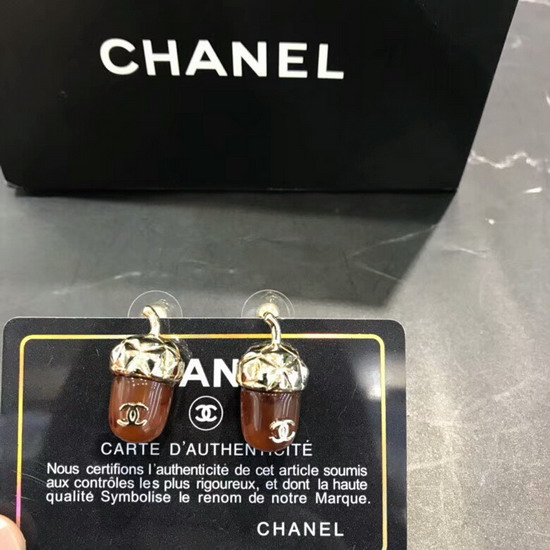 CHANEL
CARTE D'AUTHENTICITÉ
Nous certifions l'authenticité de cet article soumis
aux contrôles les plus rigoureux, et dont la haute
qualité Symbolise le renom de notre Marque.
CHANEL